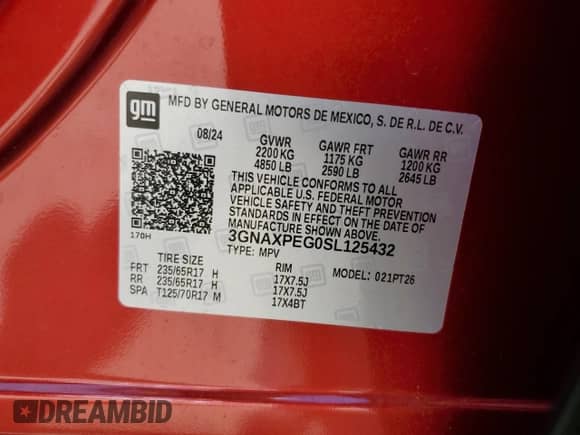 gm
MFD BY GENERAL MOTORS DE MEXICO, S. DE R.L. DE C.V.
08/24 GVWR GAWR FRT GAWR RR
2200 KG 1175 KG 1200 KG
4850 LB 2590 LB 2645 LB
THIS VEHICLE CONFORMS TO ALL
APPLICABLE U.S. FEDERAL MOTOR
VEHICLE SAFETY AND THEFT PREVENTION
STANDARDS IN EFFECT ON THE DATE OF
MANUFACTURE SHOWN ABOVE.
170H 3GNAXPEG0SL125432
TYPE: MPV
TIRE SIZE RIM MODEL: 021PT26
FRT 235/65R17 H 17X7.5J
RR 235/65R17 H 17X7.5J
SPA T125/70R17 M 17X4BT
DREAMBID